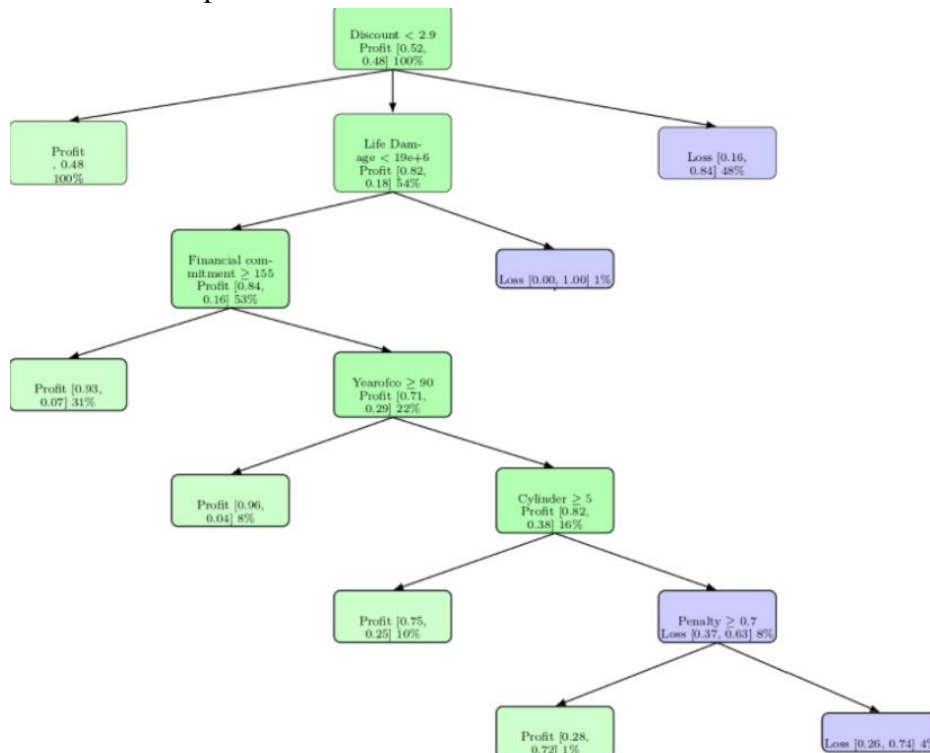 Discount < 2.9
Profit [0.52,
0.48] 100%
Profit
, 0.48
100%
Life Dam-
age < 19e+6
Profit [0.82,
0.18] 54%
Loss [0.16,
0.84] 48%
Financial com-
mitment ≥ 155
Profit [0.84,
0.16] 53%
Loss [0.00, 1.00] 1%
Profit [0.93,
0.07] 31%
Yearofco ≥ 90
Profit [0.71,
0.29] 22%
Profit [0.96,
0.04] 8%
Cylinder ≥ 5
Profit [0.82,
0.38] 16%
Profit [0.75,
0.25] 10%
Penalty ≥ 0.7
Loss [0.37, 0.63] 8%
Profit [0.28,
0.72] 1%
Loss [0.26, 0.74] 4%